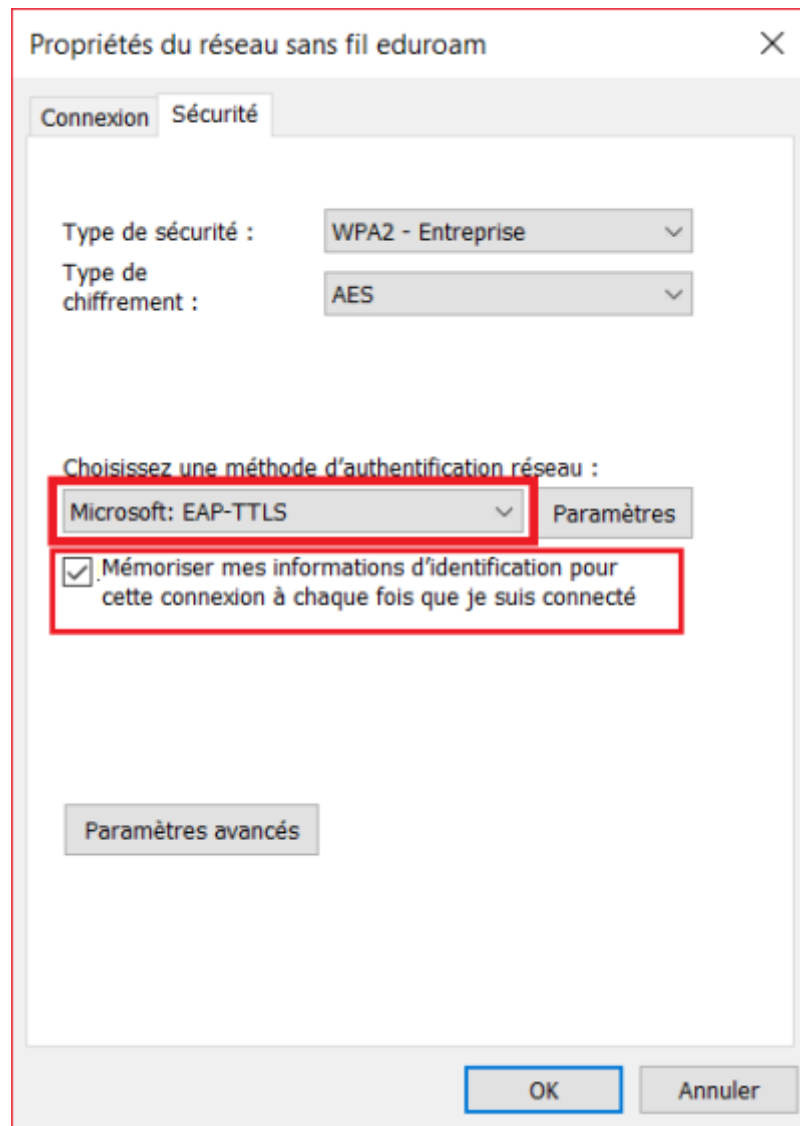 Propriétés du réseau sans fil eduroam
Connexion Sécurité
Type de sécurité : WPA2 - Entreprise
Type de
chiffrement : AES
Choisissez une méthode d'authentification réseau :
Microsoft: EAP-TTLS Paramètres
Mémoriser mes informations d'identification pour
cette connexion à chaque fois que je suis connecté
Paramètres avancés
OK Annuler